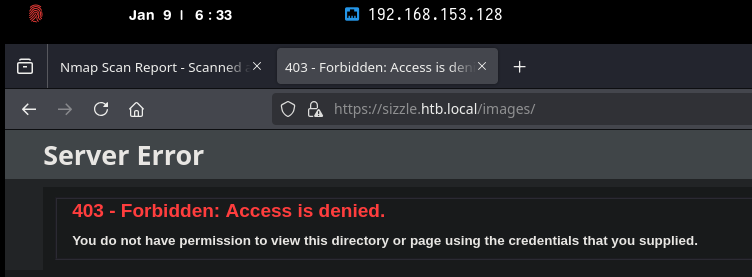 Jan 9 | 6:33 192.168.153.128
Nmap Scan Report - Scanned 403 - Forbidden: Access is den
https://sizzle.htb.local/images/
Server Error
403 - Forbidden: Access is denied.
You do not have permission to view this directory or page using the credentials that you supplied.